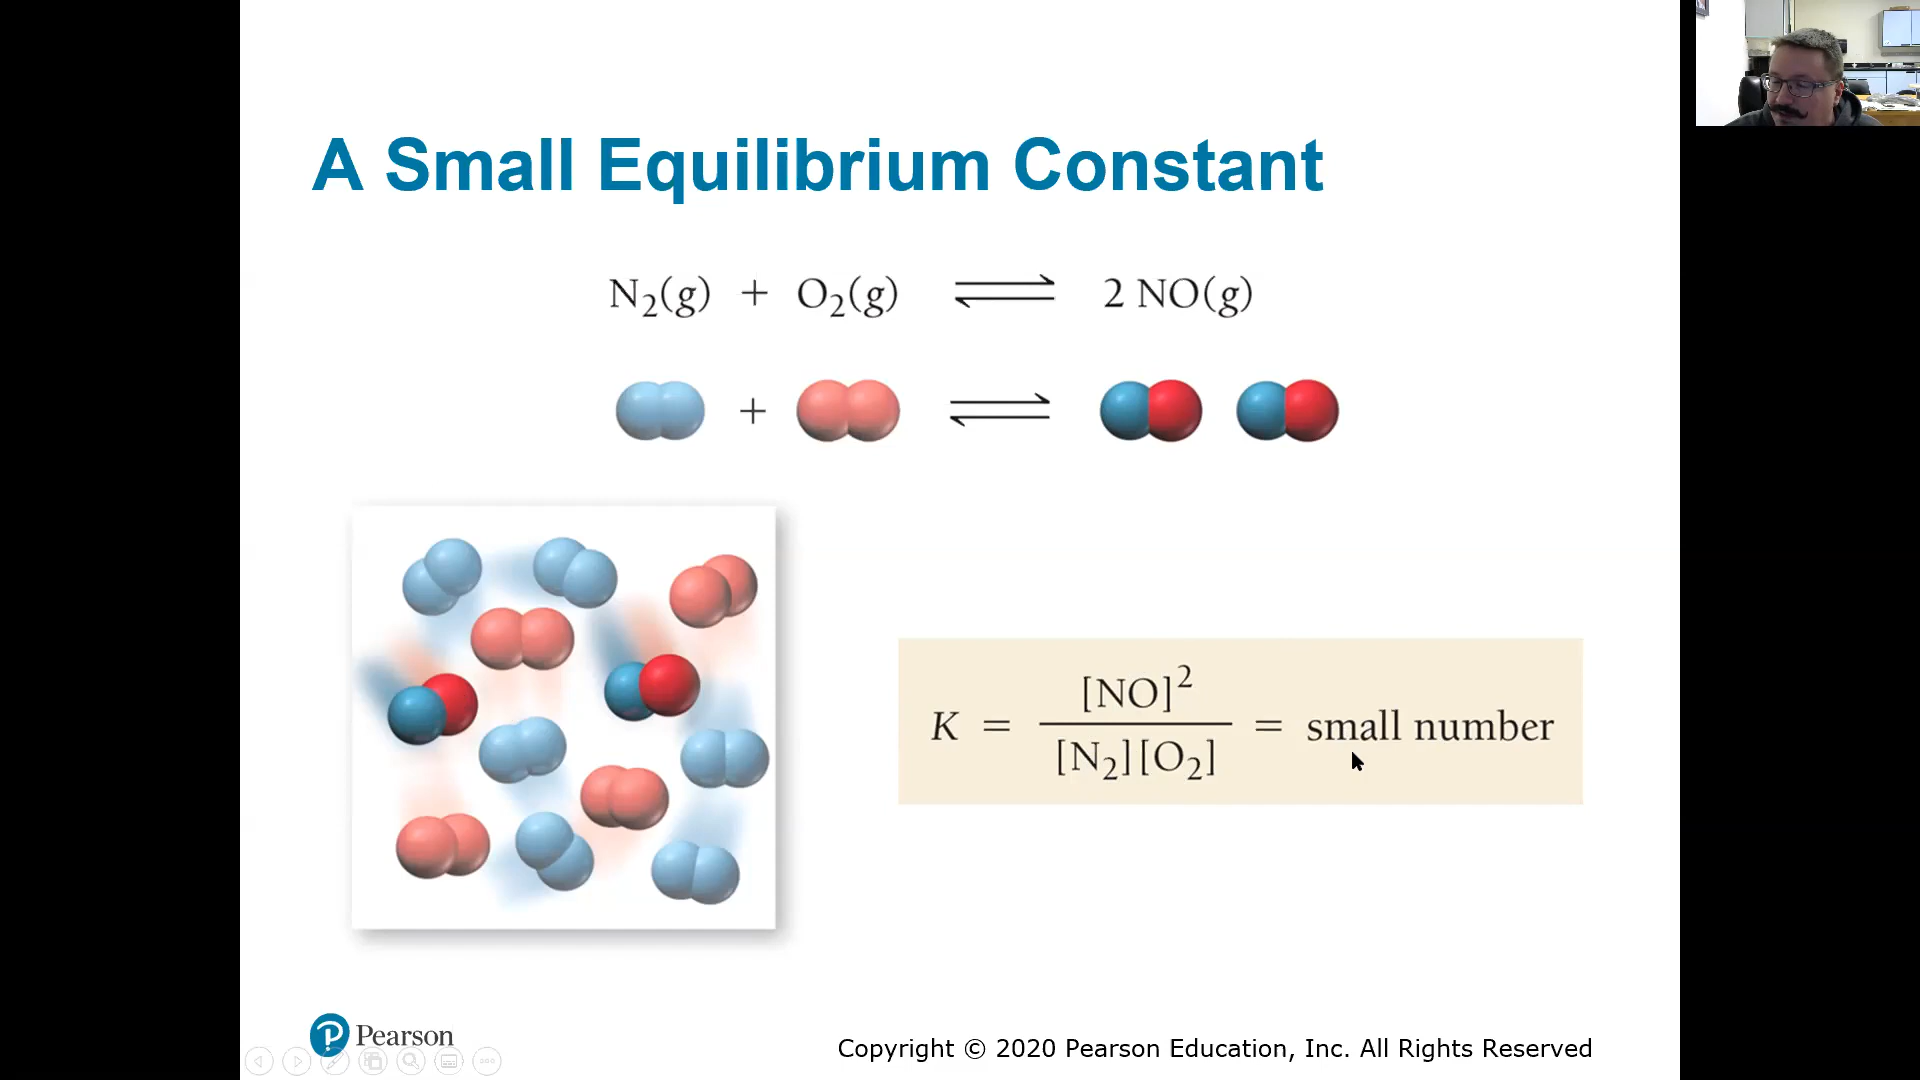 A Small Equilibrium Constant
N₂(g) + O₂(g) ⇌ 2 NO(g)
+ ⇌
K = [NO]² / [N₂][O₂] = small number
Pearson
Copyright © 2020 Pearson Education, Inc. All Rights Reserved